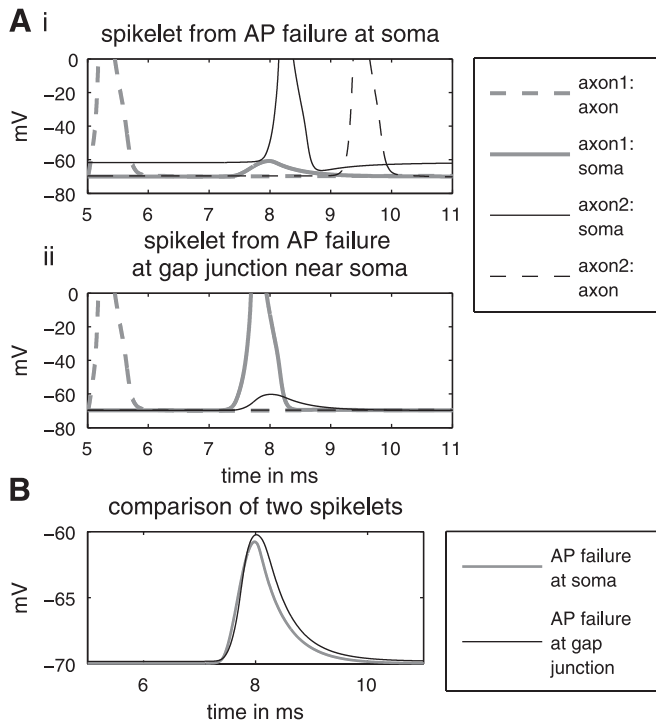 A i
spikelet from AP failure at soma
0
−20
−40
−60
−80
mV
5 6 7 8 9 10 11
axon1:
axon
axon1:
soma
axon2:
soma
axon2:
axon
ii
spikelet from AP failure
at gap junction near soma
0
−20
−40
−60
−80
mV
5 6 7 8 9 10 11
time in ms
B
comparison of two spikelets
−60
−65
−70
mV
6 8 10
time in ms
AP failure
at soma
AP failure
at gap
junction